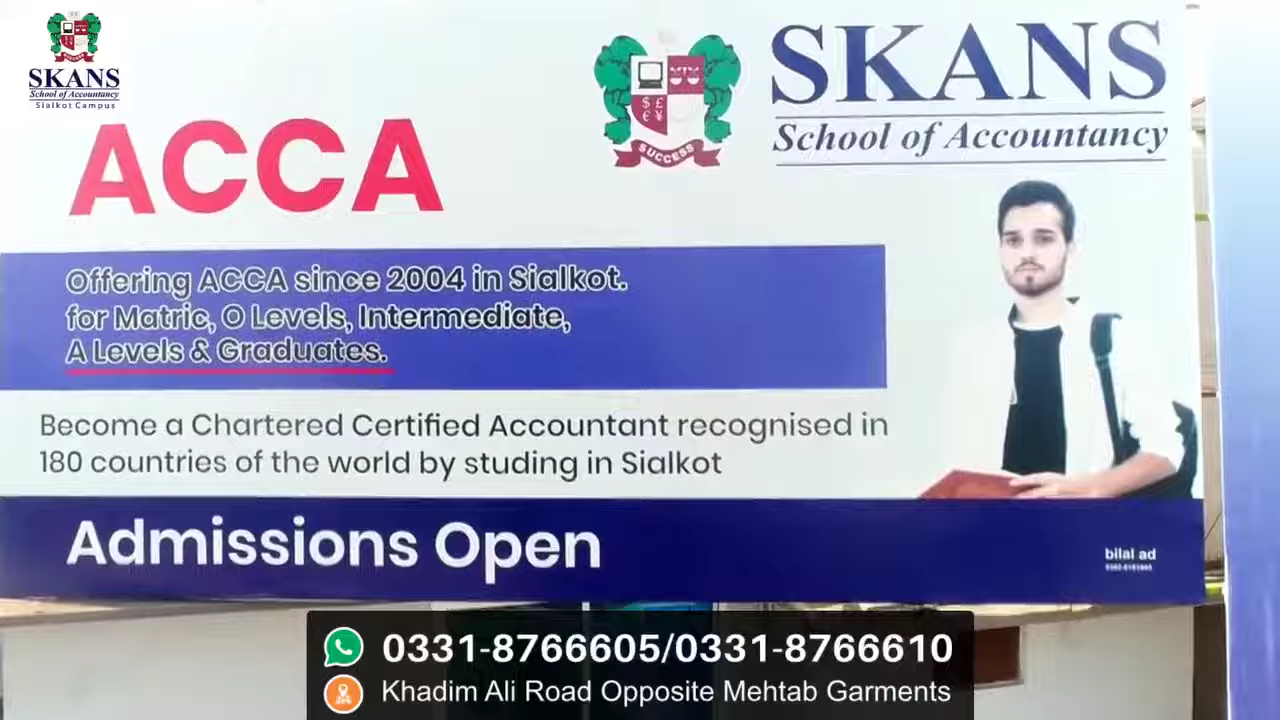 SKANS
School of Accountancy
Sialkot Campus
SKANS
School of Accountancy
SUCCESS
$ £
€ ¥
ACCA
Offering ACCA since 2004 in Sialkot.
for Matric, O Levels, Intermediate,
A Levels & Graduates.
Become a Chartered Certified Accountant recognised in
180 countries of the world by studing in Sialkot
Admissions Open
bilal ad
0331-8766605/0331-8766610
Khadim Ali Road Opposite Mehtab Garments